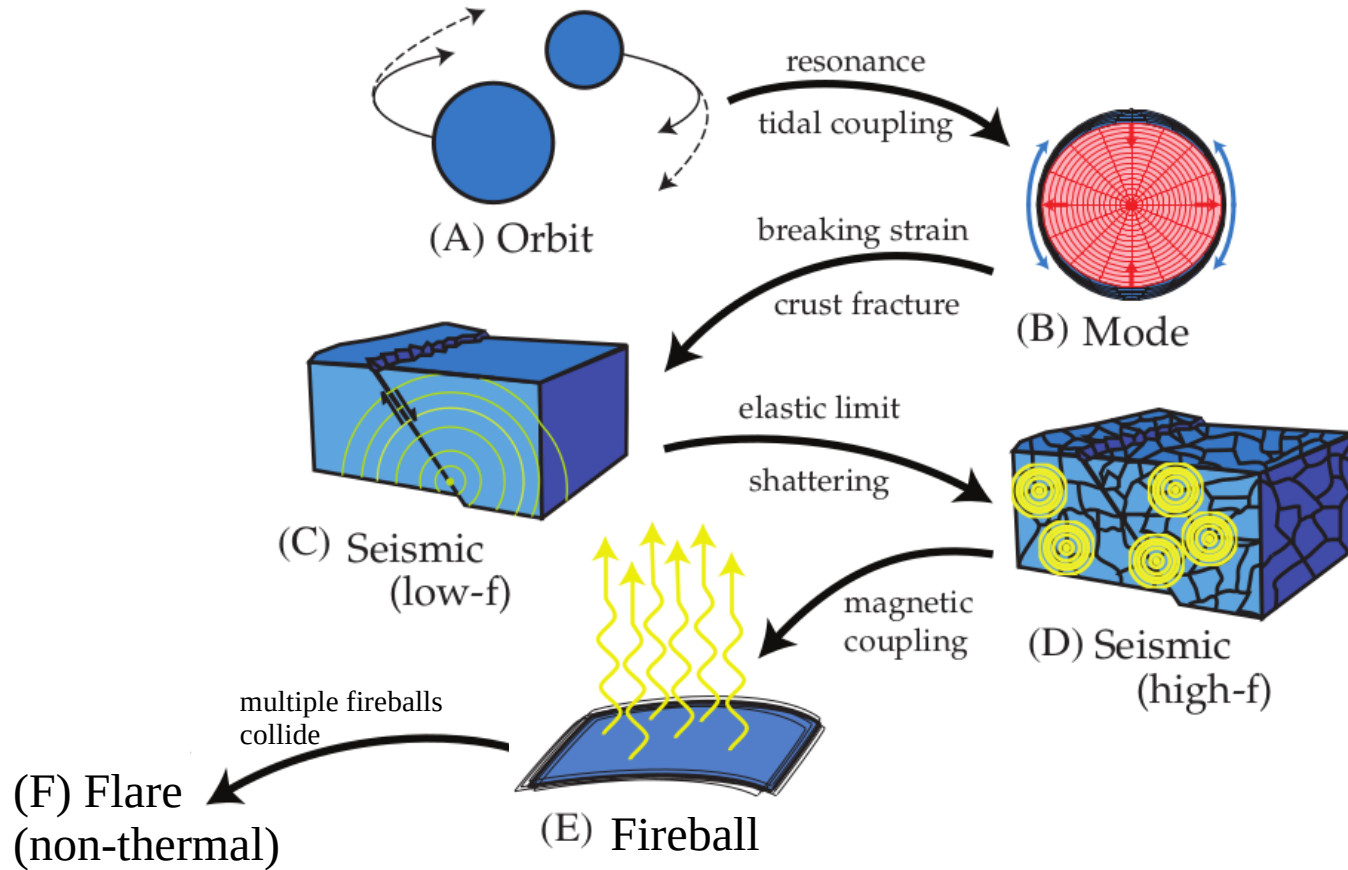 resonance
tidal coupling
(A) Orbit
breaking strain
crust fracture
(B) Mode
elastic limit
shattering
(C) Seismic
(low-f)
magnetic
coupling
(D) Seismic
(high-f)
multiple fireballs
collide
(F) Flare
(non-thermal)
(E) Fireball